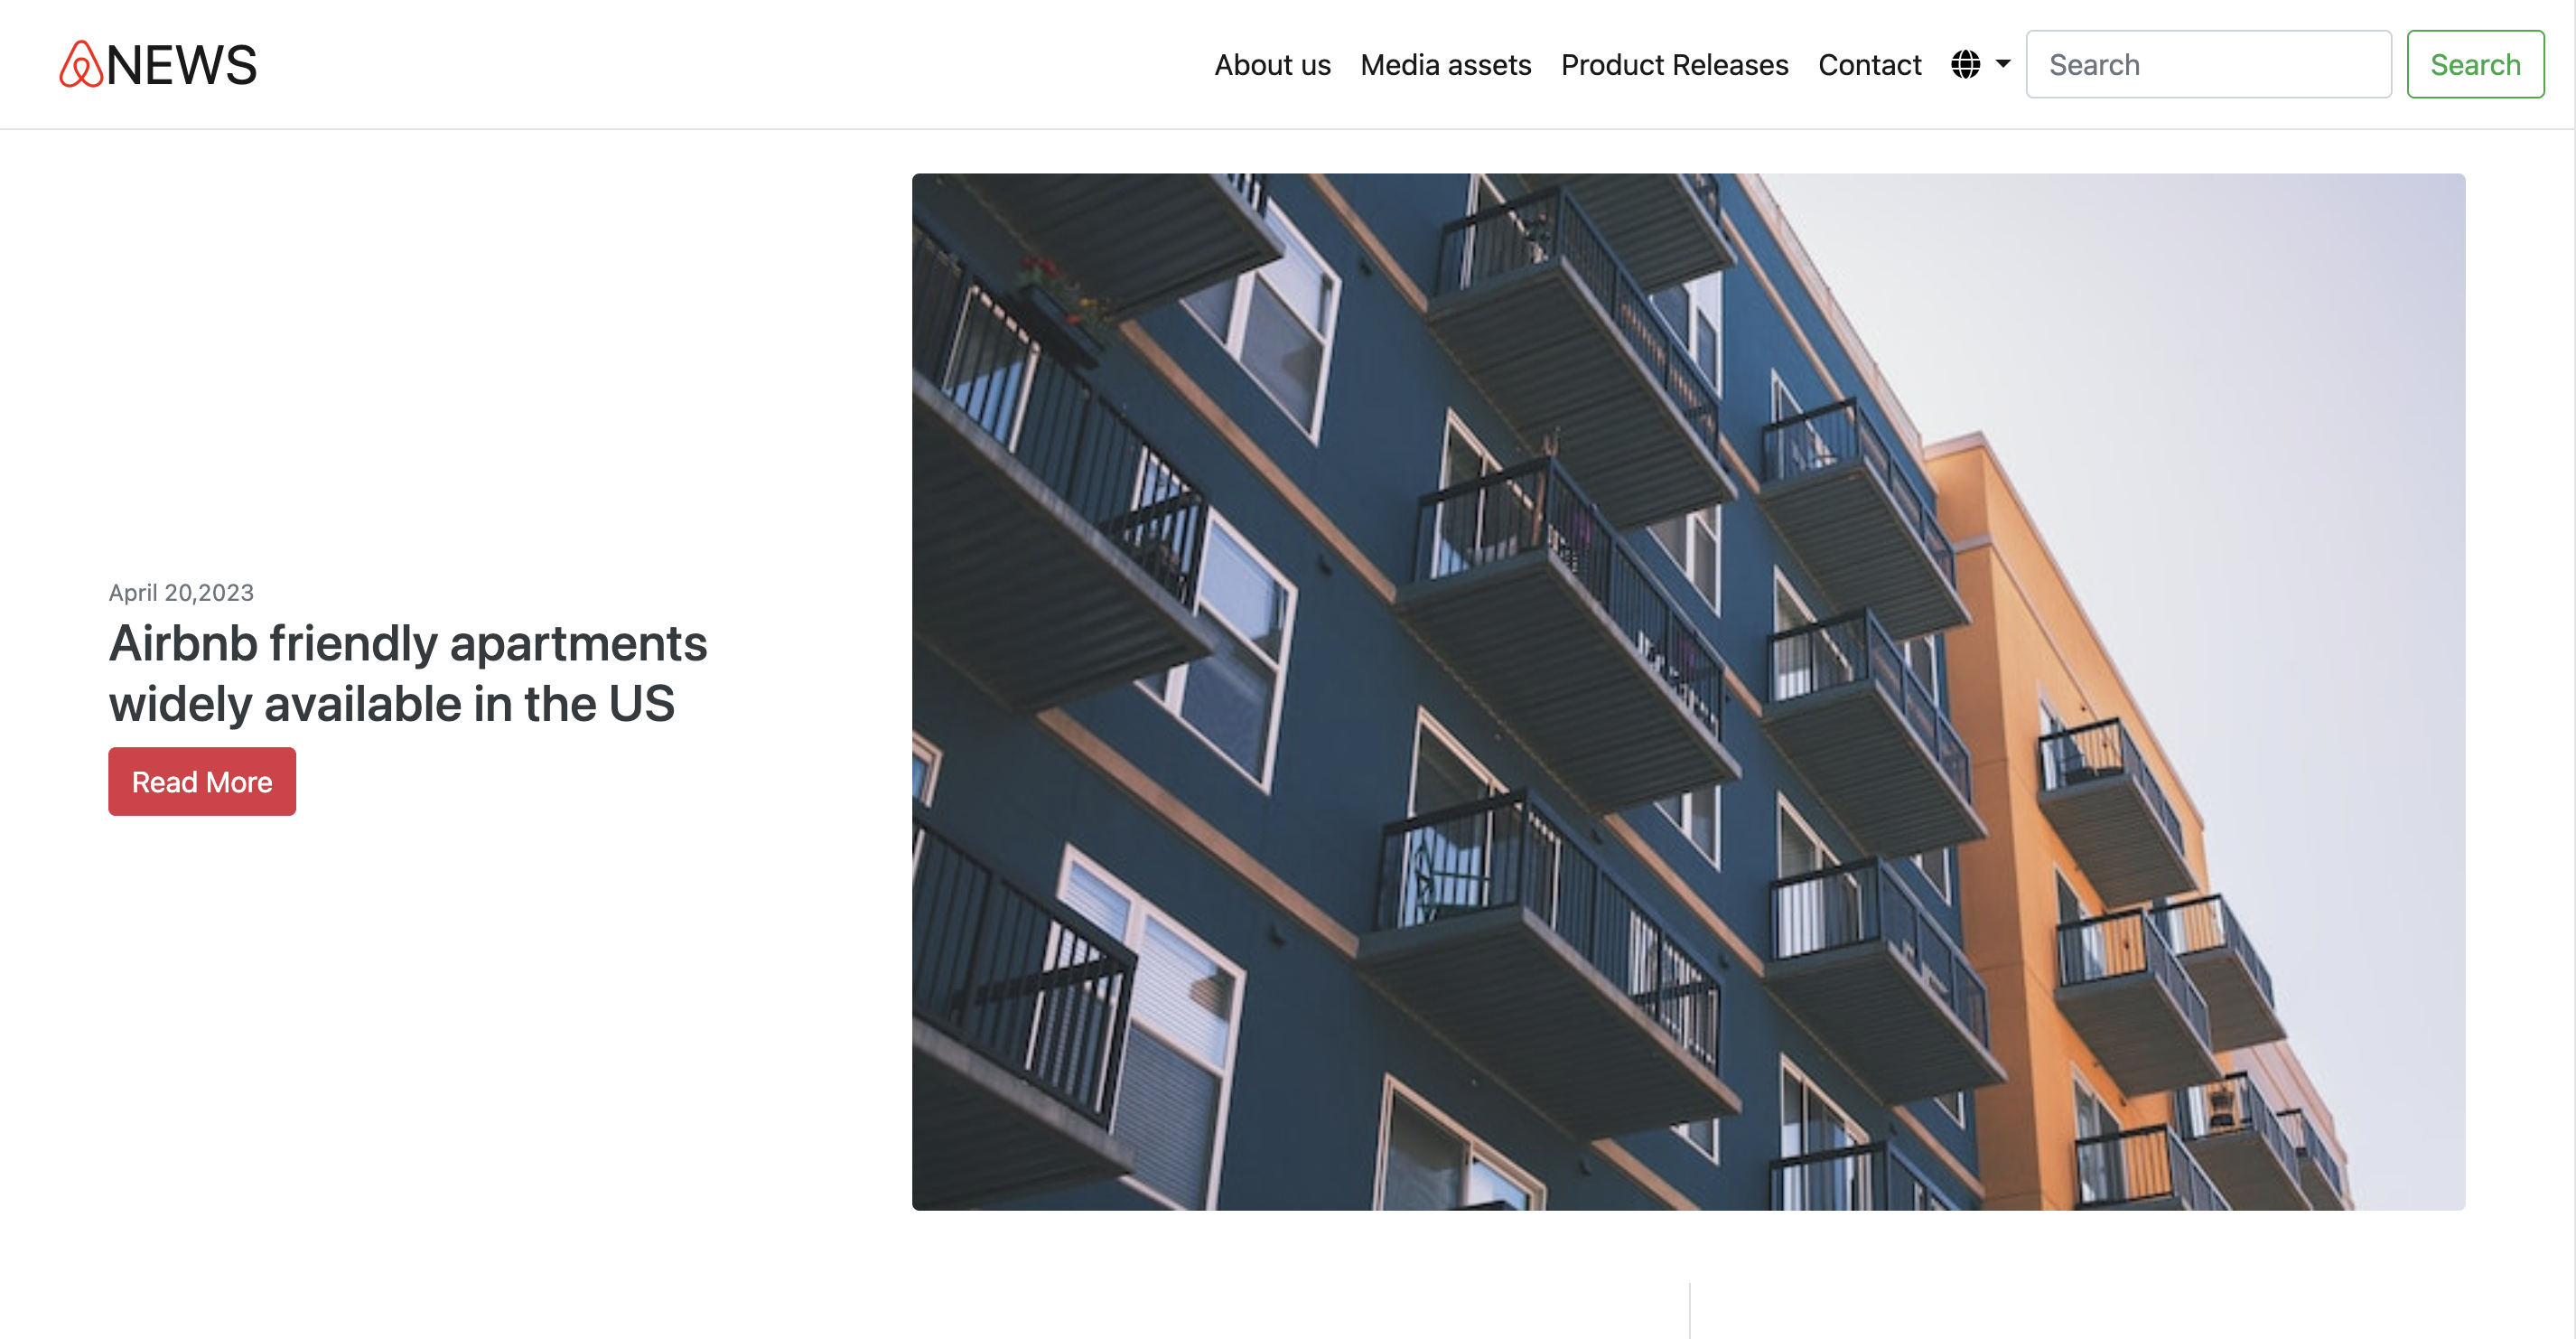 NEWS
About us
Media assets
Product Releases
Contact
Search
Search
April 20,2023
Airbnb friendly apartments
widely available in the US
Read More